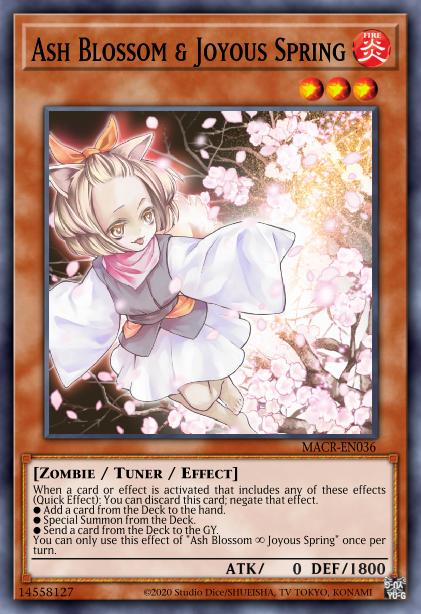 ASH BLOSSOM & JOYOUS SPRING
FIRE
炎
MACR-EN036
[ZOMBIE / TUNER / EFFECT]
When a card or effect is activated that includes any of these effects
(Quick Effect): You can discard this card; negate that effect.
● Add a card from the Deck to the hand.
● Special Summon from the Deck.
● Send a card from the Deck to the GY.
You can only use this effect of "Ash Blossom ∞ Joyous Spring" once per
turn.
ATK/ 0 DEF/1800
14558127
©2020 Studio Dice/SHUEISHA, TV TOKYO, KONAMI